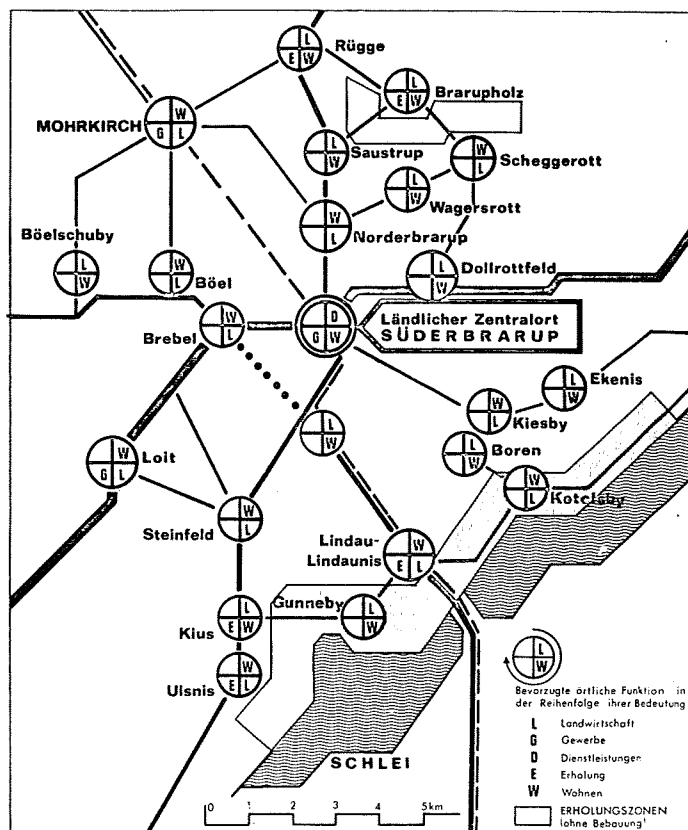 L
E W
Rügge
L
E W
Brarupholz
W
G L
MOHRKIRCH
L
W
Saustrup
W
L
Scheggerott
L
W
Wagersrott
W
L
Norderbrarup
Böelschuby
L
W
W
L
Böel
Dollrottfeld
L
W
W
L
Brebel
D
G W
Ländlicher Zentralort
SÜDERBRARUP
L
W
Ekenis
W
L
Kiesby
L
W
L
W
Boren
W
G L
Loit
W
L
Kotelsby
W
L
Steinfeld
Lindau-
Lindaunis
W
E L
Gunneby
L
W
L
E W
Kius
W
E L
Ulsnis
SCHLEI
0 1 2 3 4 5km
L
W
Bevorzugte örtliche Funktion in
der Reihenfolge ihrer Bedeutung
L Landwirtschaft
G Gewerbe
D Dienstleistungen
E Erholung
W Wohnen
ERHOLUNGSZONEN
(ohne Bebauung)